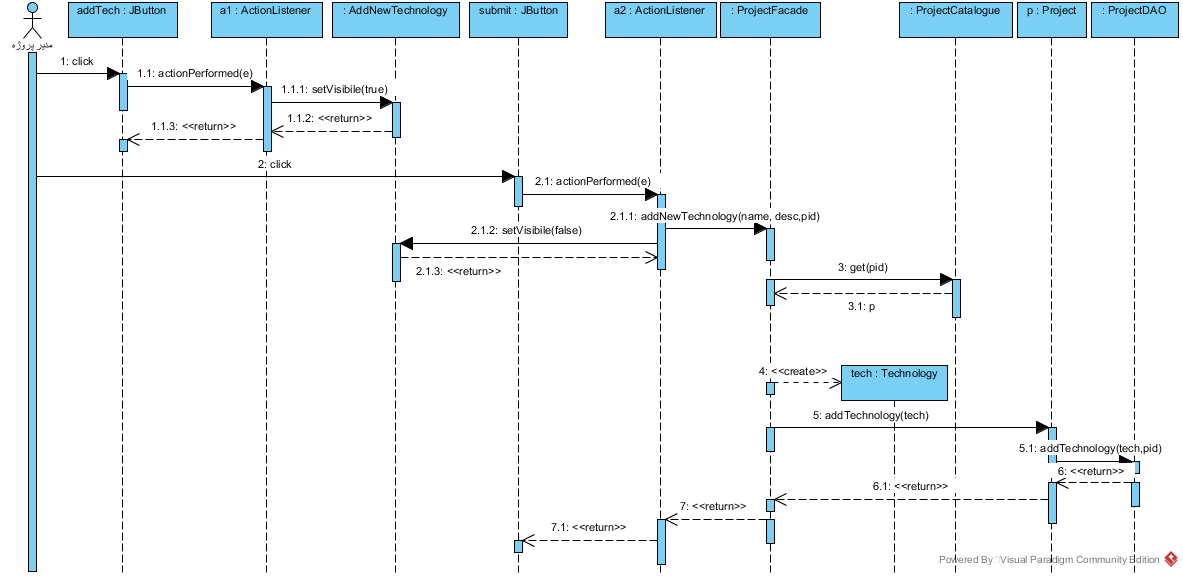 addTech : JButton
a1 : ActionListener
: AddNewTechnology
submit : JButton
a2 : ActionListener
: ProjectFacade
: ProjectCatalogue
p : Project
: ProjectDAO
مدیر پروژه
1: click
1.1: actionPerformed(e)
1.1.1: setVisibile(true)
1.1.2: <<return>>
1.1.3: <<return>>
2: click
2.1: actionPerformed(e)
2.1.1: addNewTechnology(name, desc,pid)
2.1.2: setVisibile(false)
2.1.3: <<return>>
3: get(pid)
3.1: p
4: <<create>>
tech : Technology
5: addTechnology(tech)
5.1: addTechnology(tech,pid)
6: <<return>>
6.1: <<return>>
7: <<return>>
7.1: <<return>>
Powered By Visual Paradigm Community Edition